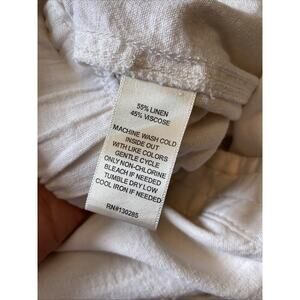 55% LINEN
45% VISCOSE
MACHINE WASH COLD
INSIDE OUT
WITH LIKE COLORS
GENTLE CYCLE
ONLY NON-CHLORINE
BLEACH IF NEEDED
TUMBLE DRY LOW
COOL IRON IF NEEDED
RN#130285